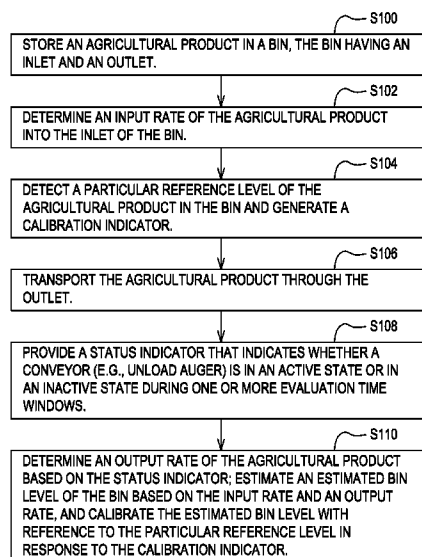 S100
STORE AN AGRICULTURAL PRODUCT IN A BIN, THE BIN HAVING AN
INLET AND AN OUTLET.
S102
DETERMINE AN INPUT RATE OF THE AGRICULTURAL PRODUCT
INTO THE INLET OF THE BIN.
S104
DETECT A PARTICULAR REFERENCE LEVEL OF THE
AGRICULTURAL PRODUCT IN THE BIN AND GENERATE A
CALIBRATION INDICATOR.
S106
TRANSPORT THE AGRICULTURAL PRODUCT THROUGH THE
OUTLET.
S108
PROVIDE A STATUS INDICATOR THAT INDICATES WHETHER A
CONVEYOR (E.G., UNLOAD AUGER) IS IN AN ACTIVE STATE OR IN
AN INACTIVE STATE DURING ONE OR MORE EVALUATION TIME
WINDOWS.
S110
DETERMINE AN OUTPUT RATE OF THE AGRICULTURAL PRODUCT
BASED ON THE STATUS INDICATOR; ESTIMATE AN ESTIMATED BIN
LEVEL OF THE BIN BASED ON THE INPUT RATE AND AN OUTPUT
RATE, AND CALIBRATE THE ESTIMATED BIN LEVEL WITH
REFERENCE TO THE PARTICULAR REFERENCE LEVEL IN
RESPONSE TO THE CALIBRATION INDICATOR.